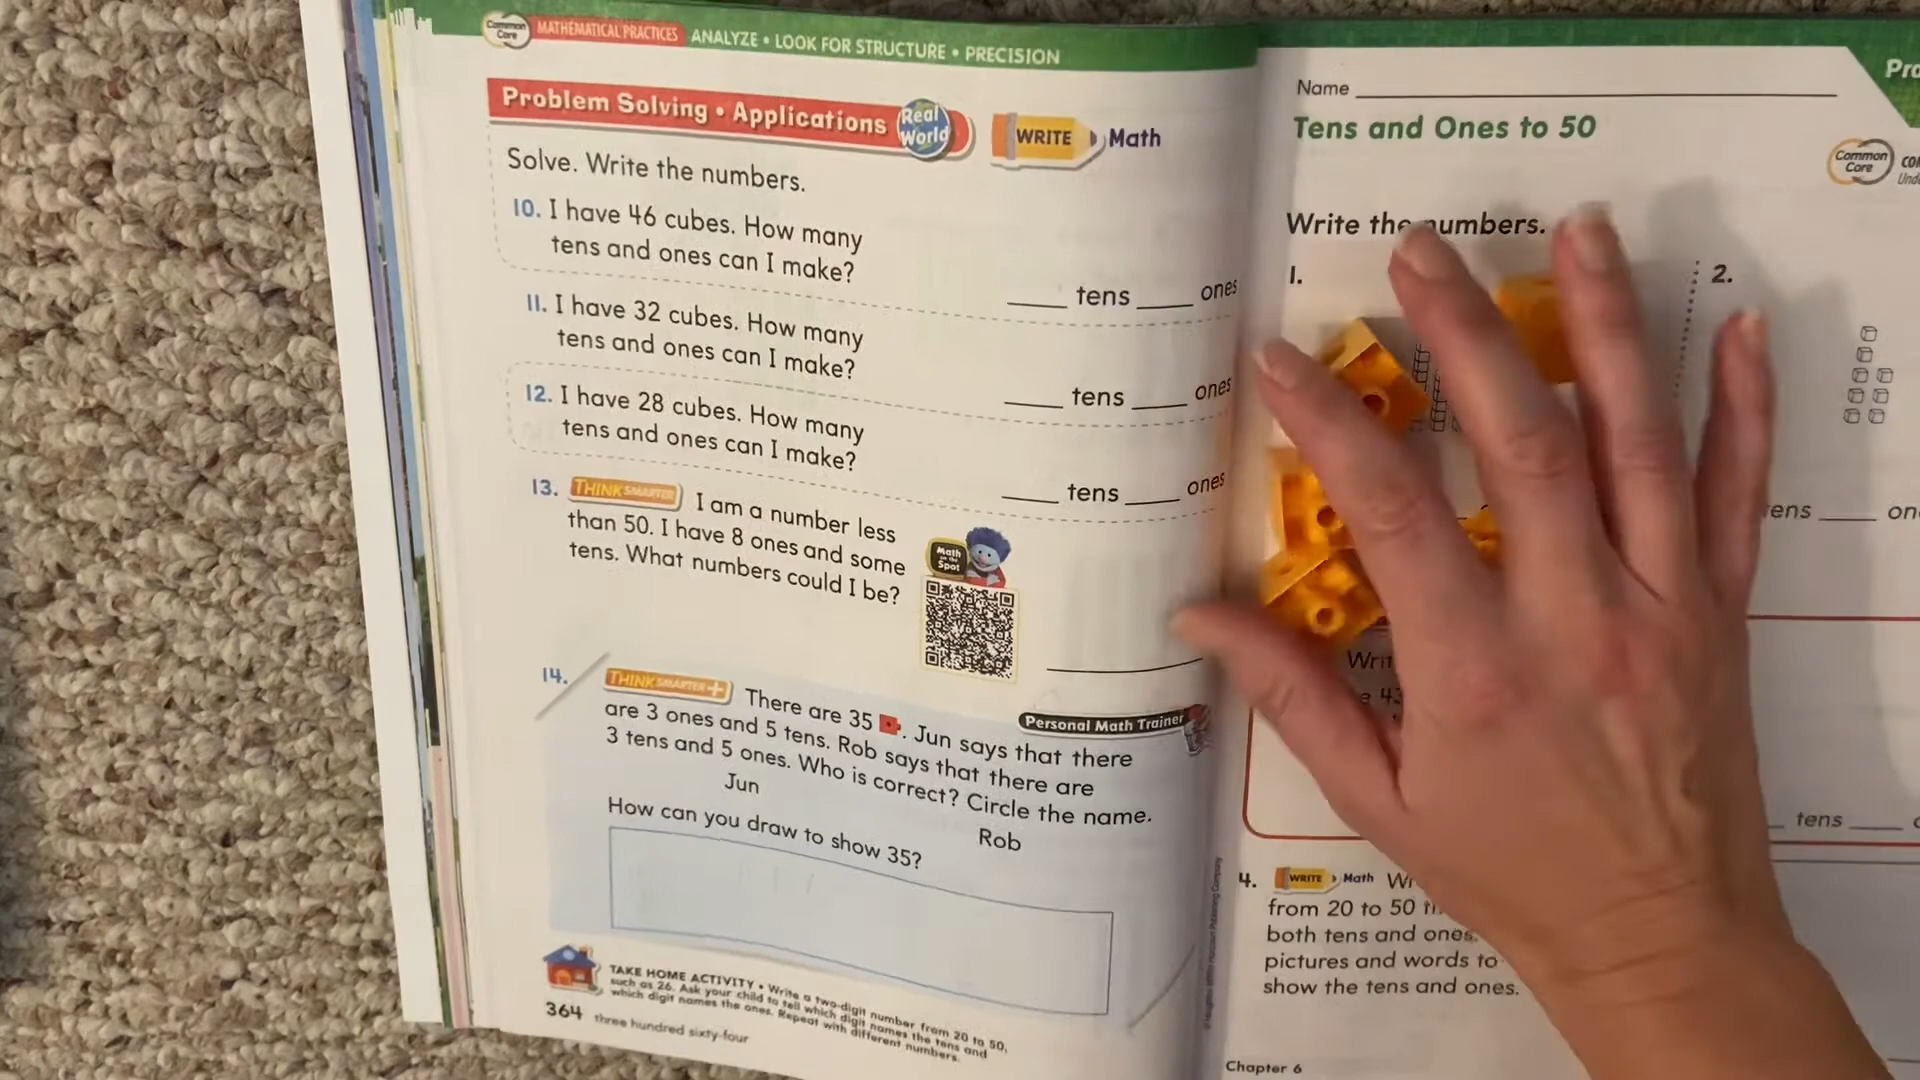 Common Core MATHEMATICAL PRACTICES ANALYZE • LOOK FOR STRUCTURE • PRECISION
Problem Solving • Applications Real World WRITE Math
Solve. Write the numbers.
10. I have 46 cubes. How many
tens and ones can I make?
____ tens ____ ones
11. I have 32 cubes. How many
tens and ones can I make?
____ tens ____ ones
12. I have 28 cubes. How many
tens and ones can I make?
____ tens ____ ones
13. THINK SMARTER I am a number less
than 50. I have 8 ones and some
tens. What numbers could I be?
Math on the Spot
14. THINK SMARTER + There are 35 . Jun says that there
are 3 ones and 5 tens. Rob says that there are
3 tens and 5 ones. Who is correct? Circle the name.
Personal Math Trainer
Jun
Rob
How can you draw to show 35?
TAKE HOME ACTIVITY • Write a two-digit number from 20 to 50,
such as 26. Ask your child to tell which digit names the tens and
which digit names the ones. Repeat with different numbers.
364 three hundred sixty-four
Name
Tens and Ones to 50
Common Core
Write the numbers.
1.
2.
____ tens ____
4. WRITE Math
from 20 to 50
both tens and ones.
pictures and words to
show the tens and ones.
Chapter 6